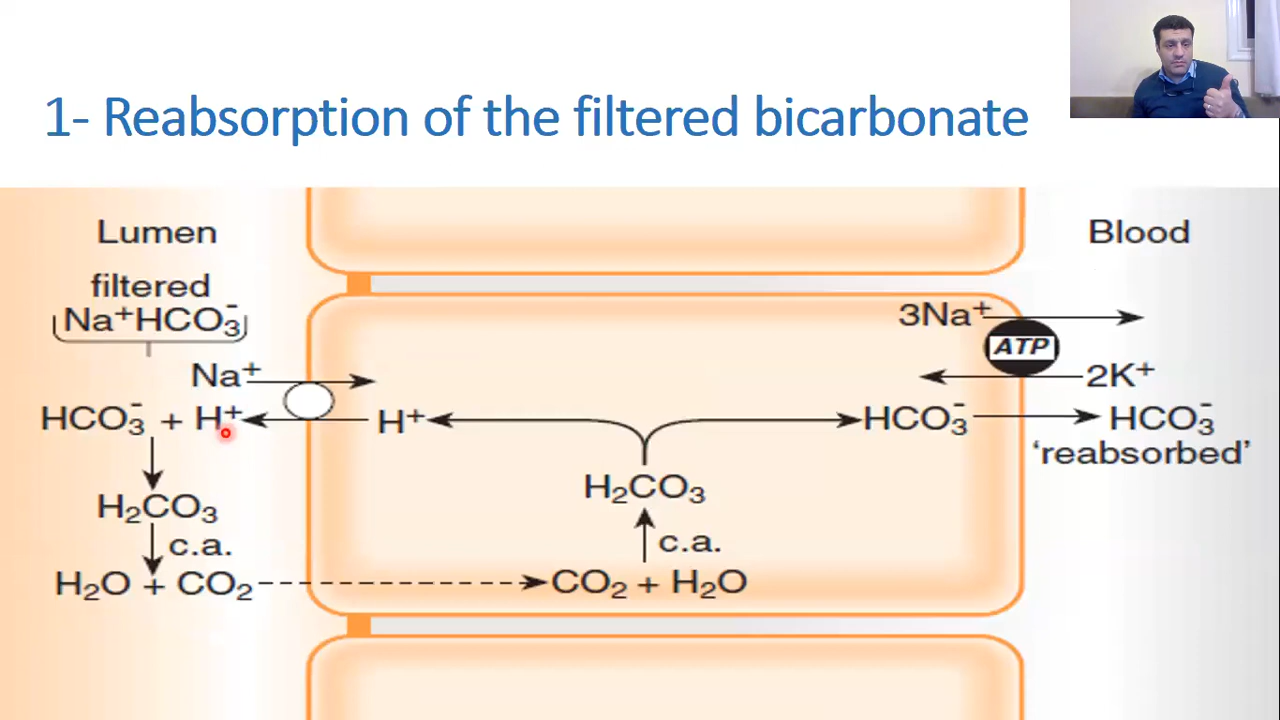 1- Reabsorption of the filtered bicarbonate
Lumen
Blood
filtered
Na⁺HCO₃⁻
3Na⁺
ATP
Na⁺
2K⁺
HCO₃⁻ + H⁺
H⁺
HCO₃⁻
HCO₃⁻
'reabsorbed'
H₂CO₃
H₂CO₃
c.a.
c.a.
H₂O + CO₂
CO₂ + H₂O